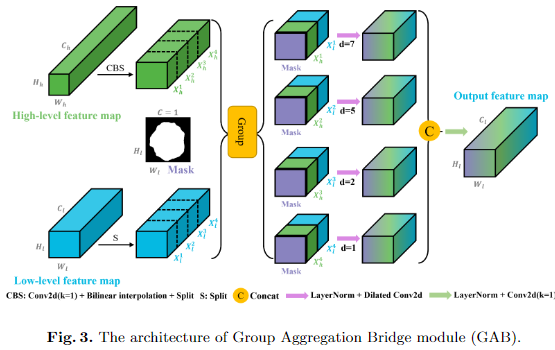 C_h
H_h
W_h
CBS
X_h^1
X_h^2
X_h^3
X_h^4
High-level feature map
C = 1
H_l
W_l
Mask
C_l
H_l
W_l
S
X_l^1
X_l^2
X_l^3
X_l^4
Low-level feature map
Group
Mask
X_h^1
X_l^1
d=7
Mask
X_h^2
X_l^2
d=5
Mask
X_l^3
d=2
Mask
X_l^4
d=1
C
Output feature map
C_l
H_l
W_l
CBS: Conv2d(k=1) + Bilinear interpolation + Split S: Split C Concat LayerNorm + Dilated Conv2d LayerNorm + Conv2d(k=1)
Fig. 3. The architecture of Group Aggregation Bridge module (GAB).